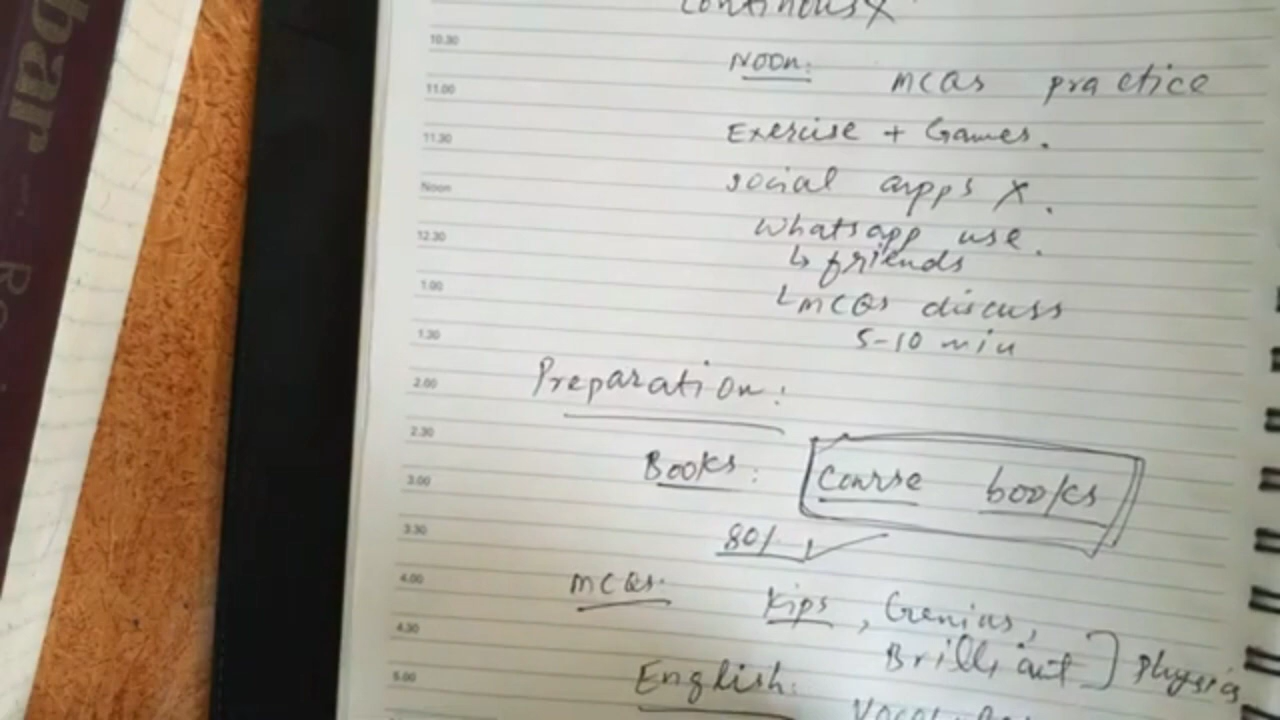 bar
Continous X
10.30
Noon: MCQs practice
11.00
Exercise + Games.
11.30
social apps X.
Noon
Whatsapp use.
12.30
↳ friends
1.00
↳ MCQs discuss
1.30
5-10 min
2.00
Preparation:
2.30
Books: Course books
3.00
3.30
80% ✓
4.00
MCQs. Kips, Genius,
4.30
Brilliant ] Physics
5.00
English: